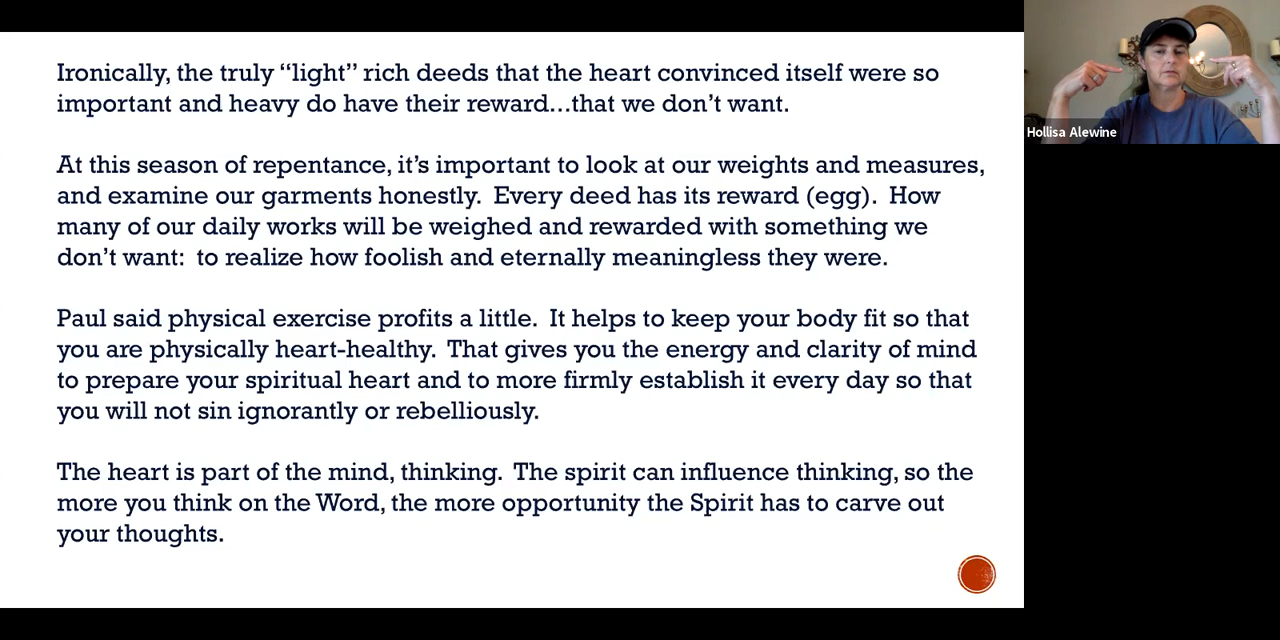 Ironically, the truly “light” rich deeds that the heart convinced itself were so
important and heavy do have their reward...that we don’t want.
At this season of repentance, it’s important to look at our weights and measures,
and examine our garments honestly.  Every deed has its reward (egg).  How
many of our daily works will be weighed and rewarded with something we
don’t want:  to realize how foolish and eternally meaningless they were.
Paul said physical exercise profits a little.  It helps to keep your body fit so that
you are physically heart-healthy.  That gives you the energy and clarity of mind
to prepare your spiritual heart and to more firmly establish it every day so that
you will not sin ignorantly or rebelliously.
The heart is part of the mind, thinking.  The spirit can influence thinking, so the
more you think on the Word, the more opportunity the Spirit has to carve out
your thoughts.
Hollisa Alewine